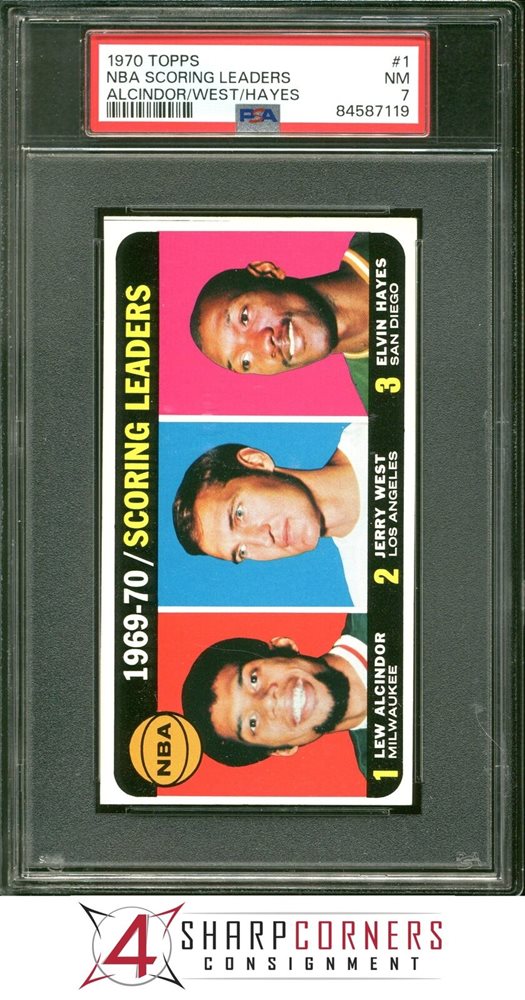 1970 TOPPS #1
NBA SCORING LEADERS NM
ALCINDOR/WEST/HAYES 7
PSA 84587119
1969-70/SCORING LEADERS
NBA
1 LEW ALCINDOR
MILWAUKEE
2 JERRY WEST
LOS ANGELES
3 ELVIN HAYES
SAN DIEGO
4 SHARPCORNERS
CONSIGNMENT